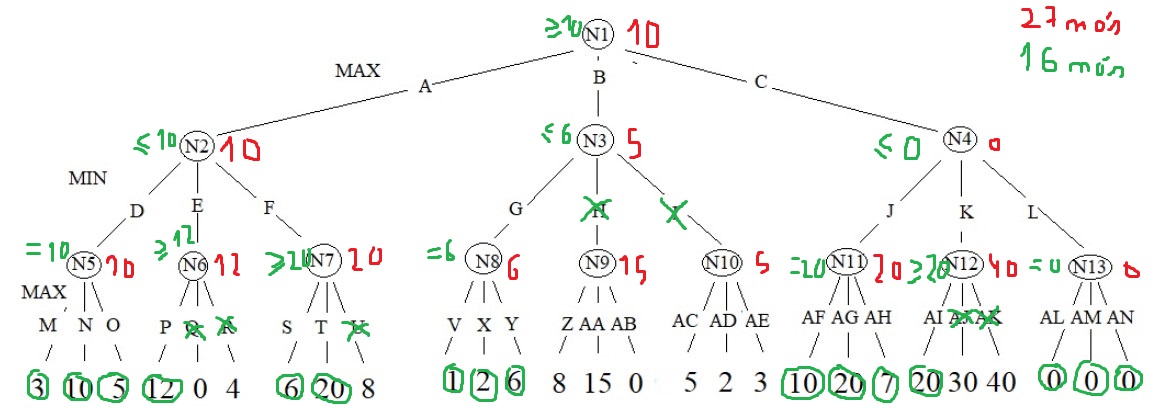 ≥10 N1 10 27 món
16 món
MAX A B C
≤10 N2 10 ≤6 N3 5 ≤ 0 N4 0
MIN
D E F G H I J K L
=10 N5 10 ≥12 N6 12 ≥20 N7 20 =6 N8 6 N9 15 N10 5 =20 N11 20 ≥20 N12 40 =0 N13 0
MAX
M N O P Q R S T U V X Y Z AA AB AC AD AE AF AG AH AI AJ AK AL AM AN
3 10 5 12 0 4 6 20 8 1 2 6 8 15 0 5 2 3 10 20 7 20 30 40 0 0 0